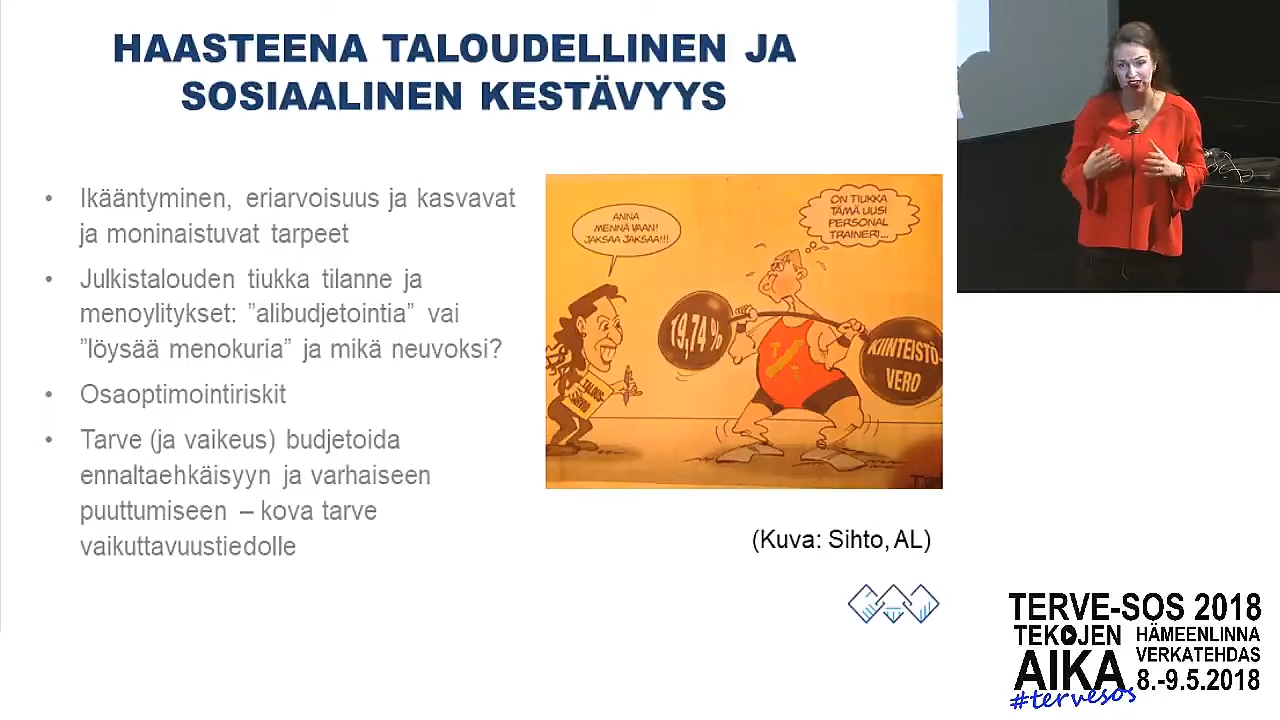 HAASTEENA TALOUDELLINEN JA
SOSIAALINEN KESTÄVYYS
• Ikääntyminen, eriarvoisuus ja kasvavat
ja moninaistuvat tarpeet
• Julkistalouden tiukka tilanne ja
menoylitykset: ”alibudjetointia” vai
”löysää menokuria” ja mikä neuvoksi?
• Osaoptimointiriskit
• Tarve (ja vaikeus) budjetoida
ennaltaehkäisyyn ja varhaiseen
puuttumiseen – kova tarve
vaikuttavuustiedolle
ANNA
MENNÄ VAAN!
JAKSAA JAKSAA!!!
ON TIUKKA
TÄMÄ UUSI
PERSONAL
TRAINERI...
19,74 %
KIINTEISTÖ-
VERO
(Kuva: Sihto, AL)
TERVE-SOS 2018
TEKOJEN
AIKA
HÄMEENLINNA
VERKATEHDAS
8.-9.5.2018
#tervesos